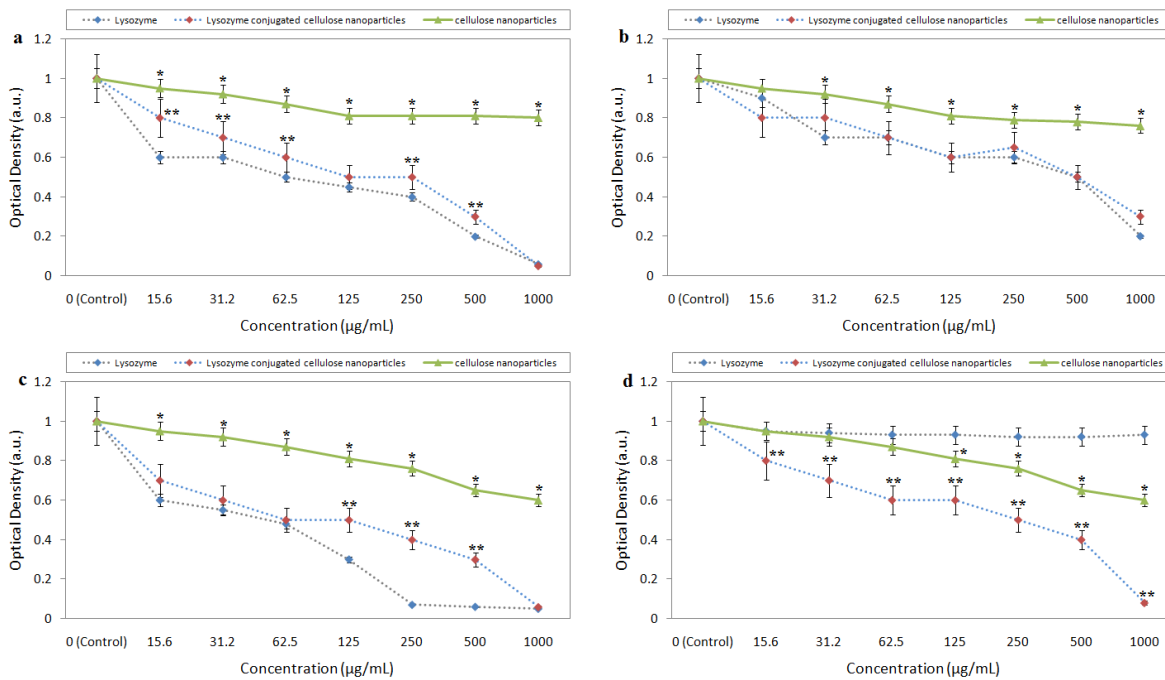 Lysozyme Lysozyme conjugated cellulose nanoparticles cellulose nanoparticles
a
1.2
1
0.8
0.6
0.4
0.2
0
Optical Density (a.u.)
* * * * * * *
** ** ** ** **
0 (Control) 15.6 31.2 62.5 125 250 500 1000
Concentration (µg/mL)
Lysozyme Lysozyme conjugated cellulose nanoparticles cellulose nanoparticles
b
1.2
1
0.8
0.6
0.4
0.2
0
Optical Density (a.u.)
* * * * * *
0 (Control) 15.6 31.2 62.5 125 250 500 1000
Concentration (µg/mL)
Lysozyme Lysozyme conjugated cellulose nanoparticles cellulose nanoparticles
c
1.2
1
0.8
0.6
0.4
0.2
0
Optical Density (a.u.)
* * * * * * *
** ** **
0 (Control) 15.6 31.2 62.5 125 250 500 1000
Concentration (µg/mL)
Lysozyme Lysozyme conjugated cellulose nanoparticles cellulose nanoparticles
d
1.2
1
0.8
0.6
0.4
0.2
0
Optical Density (a.u.)
* * * *
** ** ** ** ** ** **
0 (Control) 15.6 31.2 62.5 125 250 500 1000
Concentration (µg/mL)